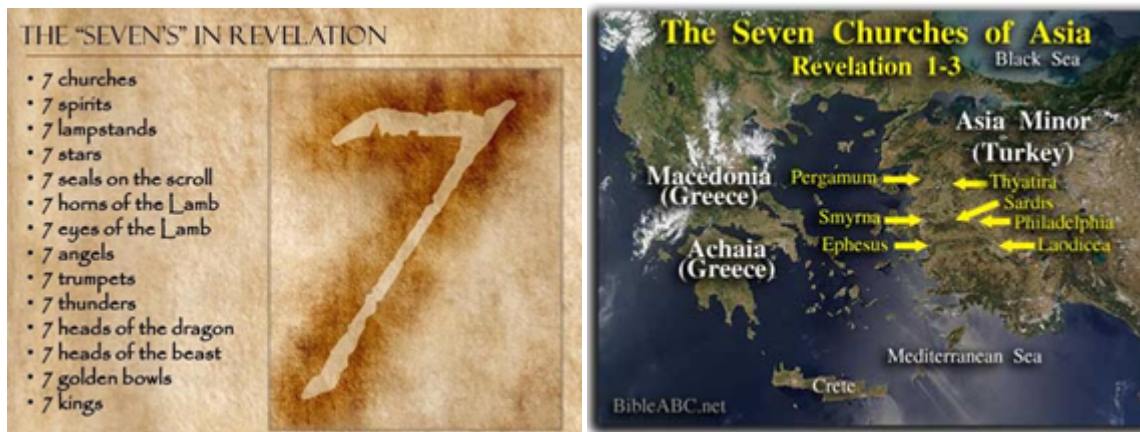 THE "SEVEN'S" IN REVELATION
• 7 churches
• 7 spirits
• 7 lampstands
• 7 stars
• 7 seals on the scroll
• 7 horns of the Lamb
• 7 eyes of the Lamb
• 7 angels
• 7 trumpets
• 7 thunders
• 7 heads of the dragon
• 7 heads of the beast
• 7 golden bowls
• 7 kings
7
The Seven Churches of Asia
Revelation 1-3
Black Sea
Asia Minor
(Turkey)
Macedonia
(Greece)
Pergamum
Thyatira
Sardis
Smyrna
Philadelphia
Achaia
(Greece)
Ephesus
Laodicea
Mediterranean Sea
Crete
BibleABC.net